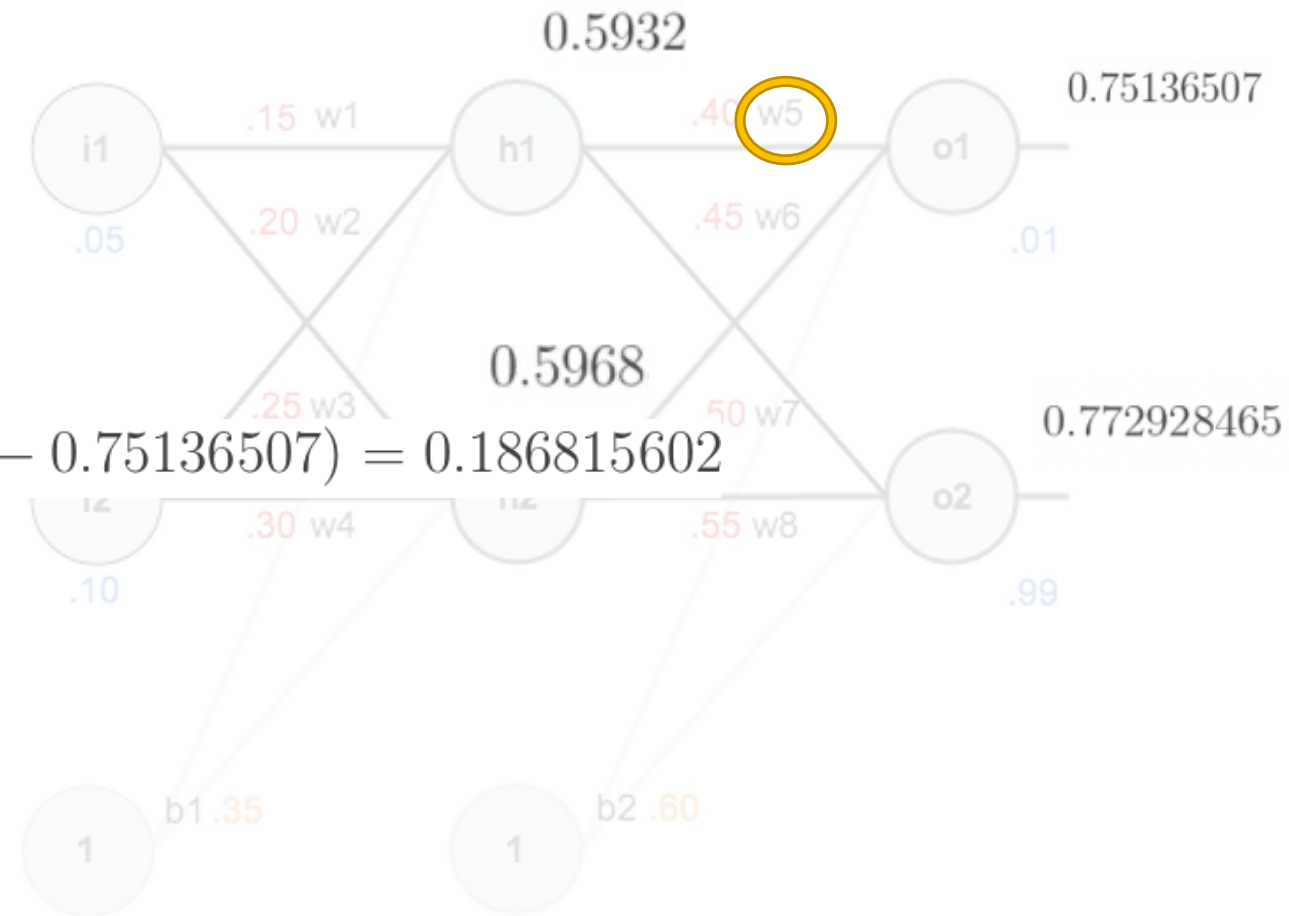 0.5932
0.75136507
.15 w1
.40 w5
i1
h1
o1
.20 w2
.45 w6
.05
.01
0.5968
.25 w3
50 w7
0.772928465
– 0.75136507) = 0.186815602
o2
.30 w4
.55 w8
.10
.99
b1 .35
b2 .60
1
1